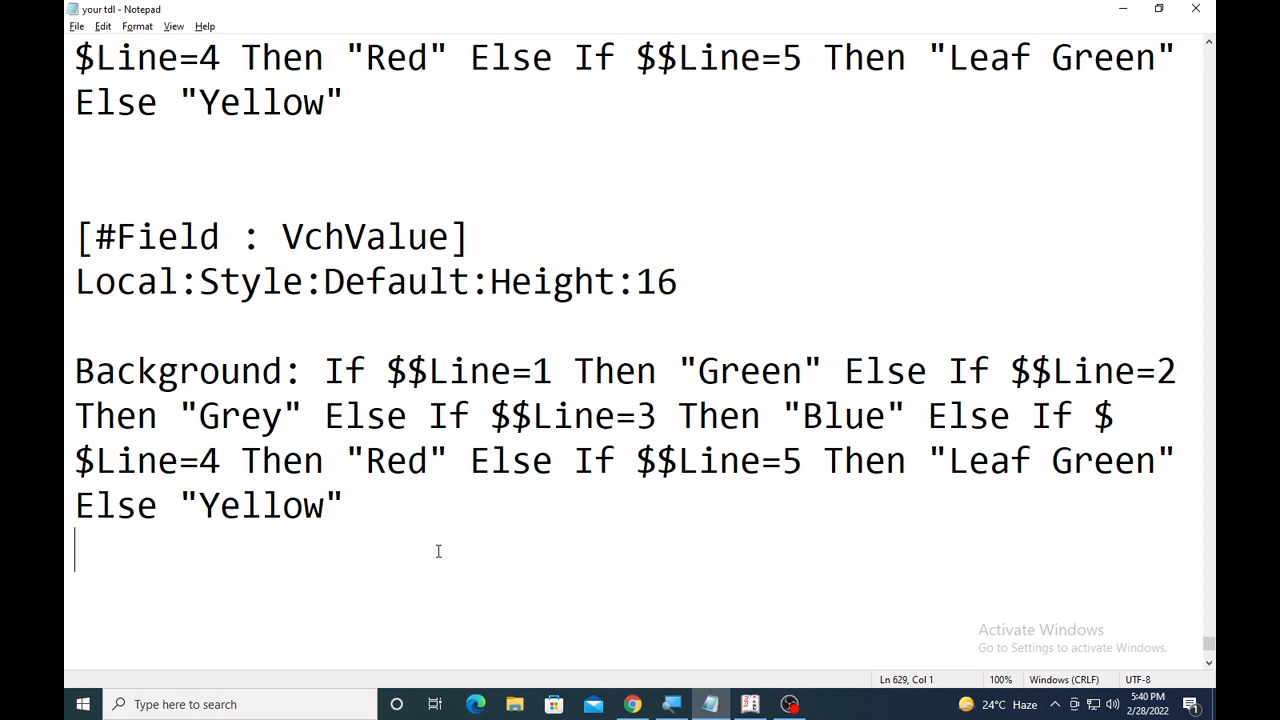 your tdl - Notepad
File Edit Format View Help
$Line=4 Then "Red" Else If $$Line=5 Then "Leaf Green"
Else "Yellow"
[#Field : VchValue]
Local:Style:Default:Height:16
Background: If $$Line=1 Then "Green" Else If $$Line=2
Then "Grey" Else If $$Line=3 Then "Blue" Else If $
$Line=4 Then "Red" Else If $$Line=5 Then "Leaf Green"
Else "Yellow"
Activate Windows
Go to Settings to activate Windows.
Ln 629, Col 1 100% Windows (CRLF) UTF-8
Type here to search
24°C Haze
5:40 PM
2/28/2022
1